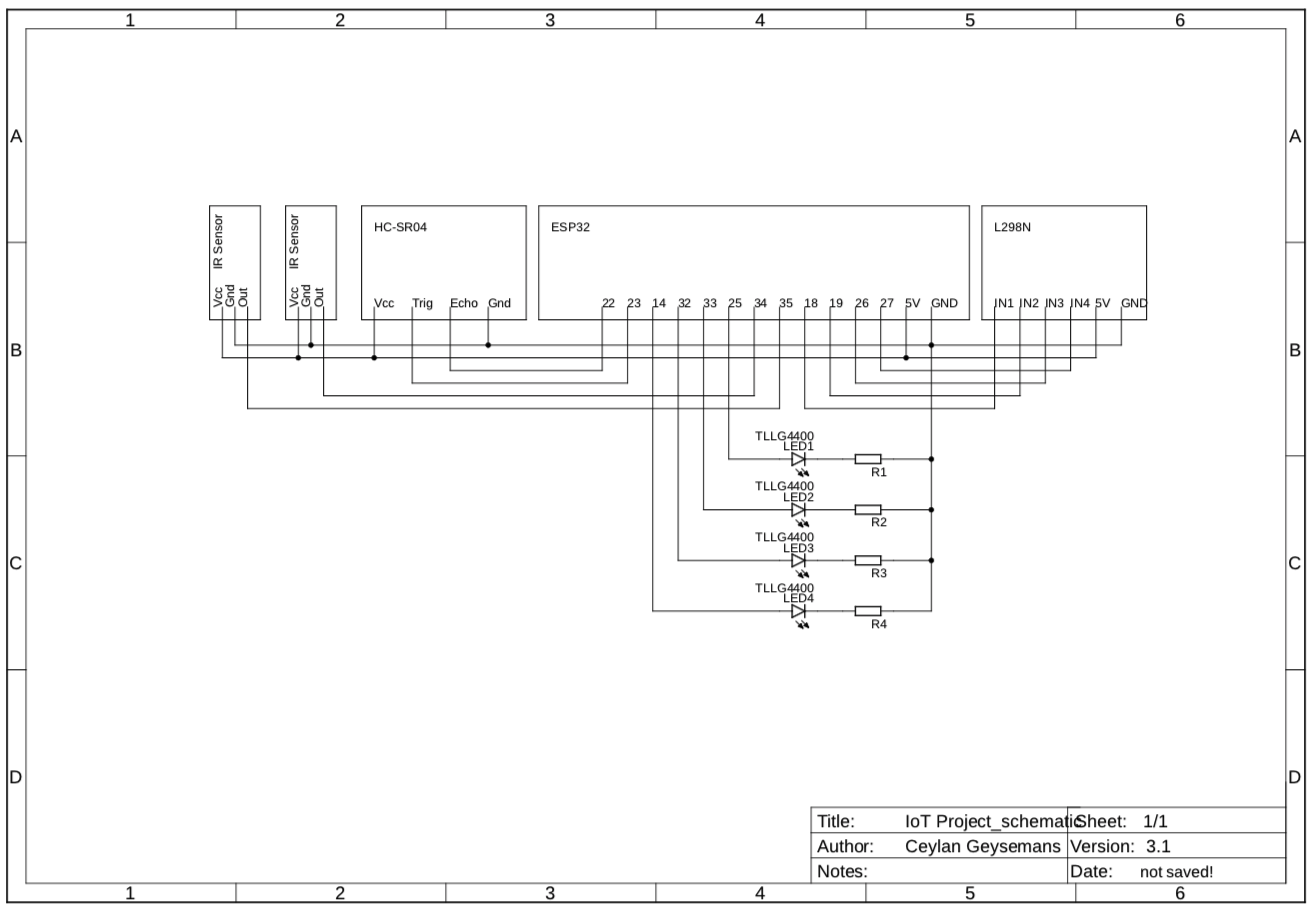 1 2 3 4 5 6
A A
IR Sensor
Vcc
Gnd
Out
IR Sensor
Vcc
Gnd
Out
HC-SR04
Vcc Trig Echo Gnd
ESP32
22 23 14 32 33 25 34 35 18 19 26 27 5V GND
L298N
IN1 IN2 IN3 IN4 5V GND
B B
TLLG4400
LED1
R1
TLLG4400
LED2
R2
TLLG4400
LED3
R3
C C
TLLG4400
LED4
R4
D D
Title: IoT Project_schematic Sheet: 1/1
Author: Ceylan Geysemans Version: 3.1
Notes: Date: not saved!
1 2 3 4 5 6